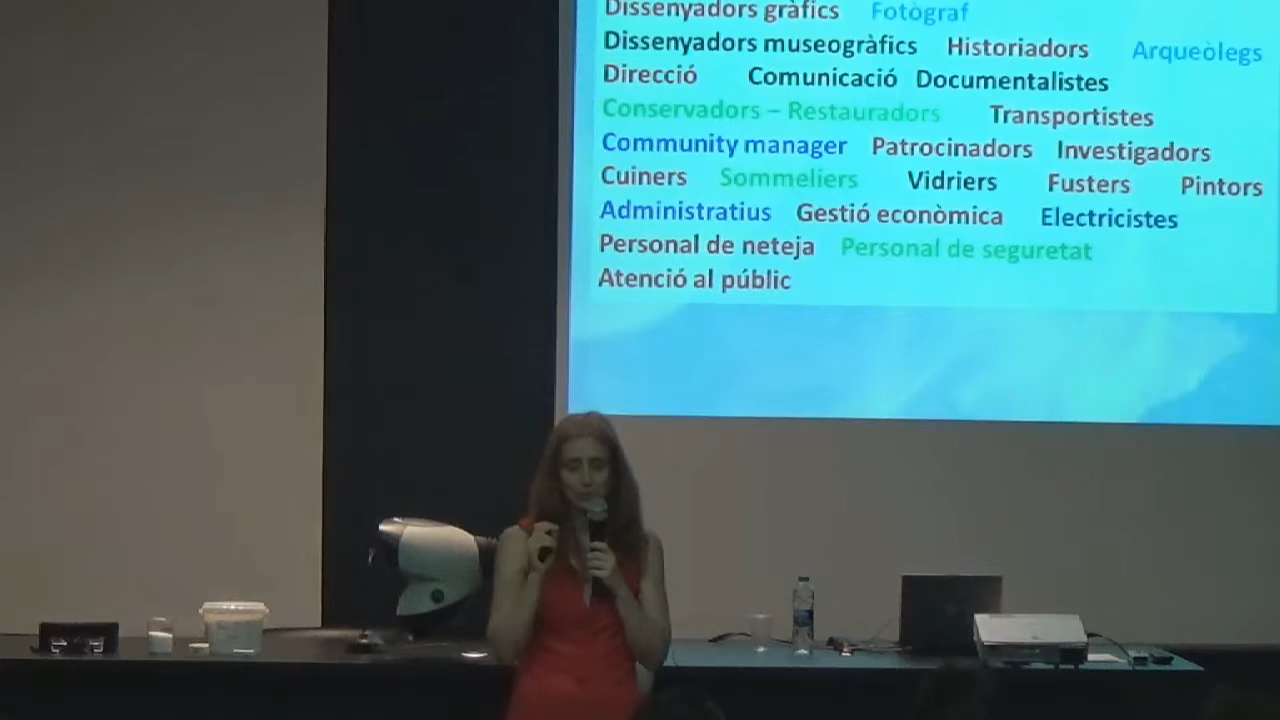 Dissenyadors gràfics Fotògraf
Dissenyadors museogràfics Historiadors Arqueòlegs
Direcció Comunicació Documentalistes
Conservadors – Restauradors Transportistes
Community manager Patrocinadors Investigadors
Cuiners Sommeliers Vidriers Fusters Pintors
Administratius Gestió econòmica Electricistes
Personal de neteja Personal de seguretat
Atenció al públic